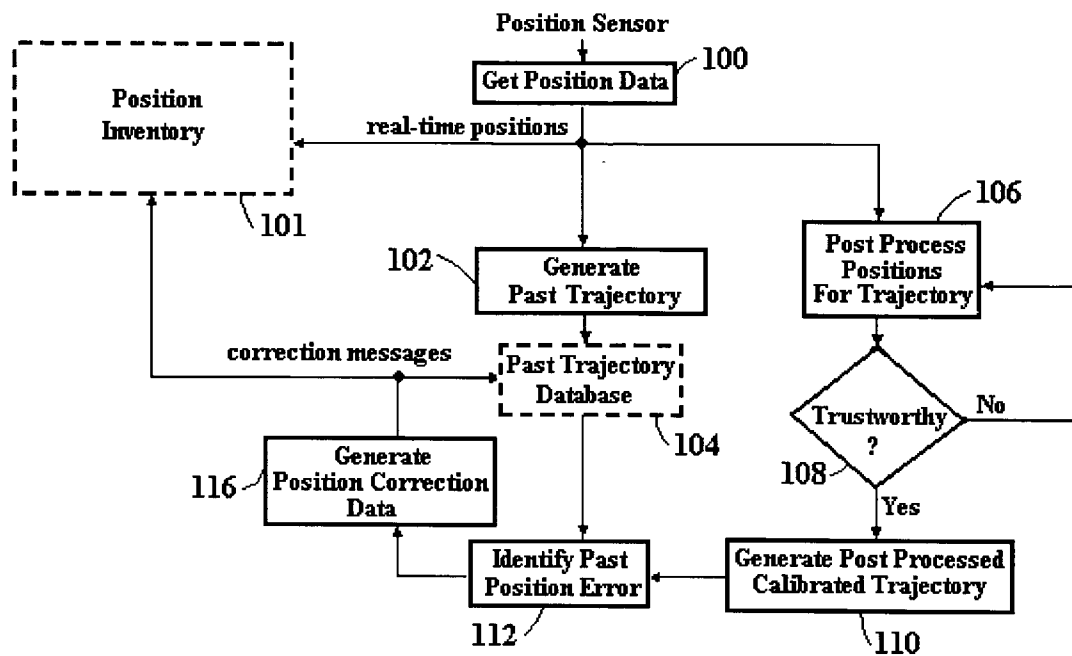 Position Sensor
Get Position Data
100
Position
Inventory
101
real-time positions
102
Generate
Past Trajectory
106
Post Process
Positions
For Trajectory
correction messages
Past Trajectory
Database
104
Trustworthy
?
108
No
Yes
116
Generate
Position Correction
Data
Identify Past
Position Error
112
Generate Post Processed
Calibrated Trajectory
110